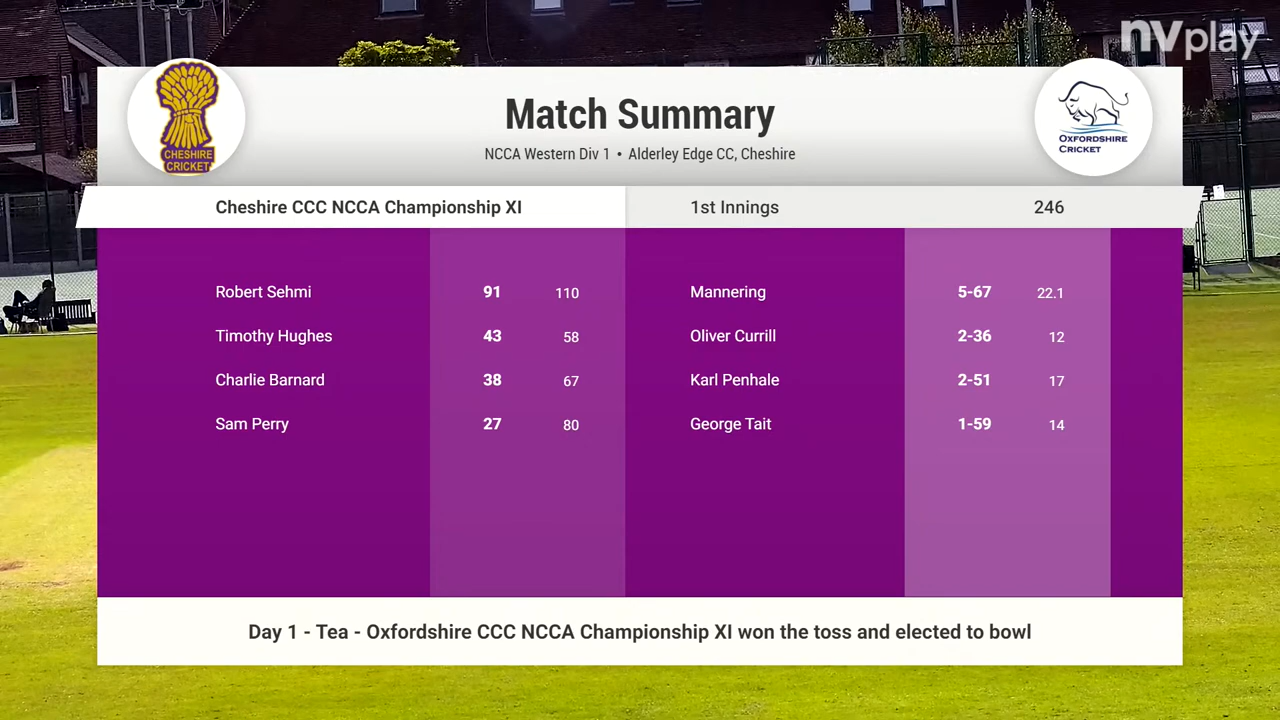 nvplay
CHESHIRE
CRICKET
Match Summary
NCCA Western Div 1 • Alderley Edge CC, Cheshire
OXFORDSHIRE
CRICKET
Cheshire CCC NCCA Championship XI 1st Innings 246
Robert Sehmi 91 110 Mannering 5-67 22.1
Timothy Hughes 43 58 Oliver Currill 2-36 12
Charlie Barnard 38 67 Karl Penhale 2-51 17
Sam Perry 27 80 George Tait 1-59 14
Day 1 - Tea - Oxfordshire CCC NCCA Championship XI won the toss and elected to bowl